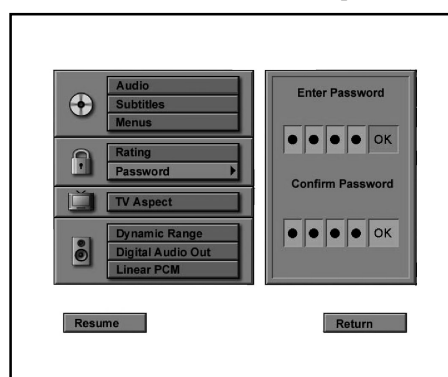 Audio
Subtitles
Menus
Rating
Password
TV Aspect
Dynamic Range
Digital Audio Out
Linear PCM
Enter Password
OK
Confirm Password
OK
Resume
Return